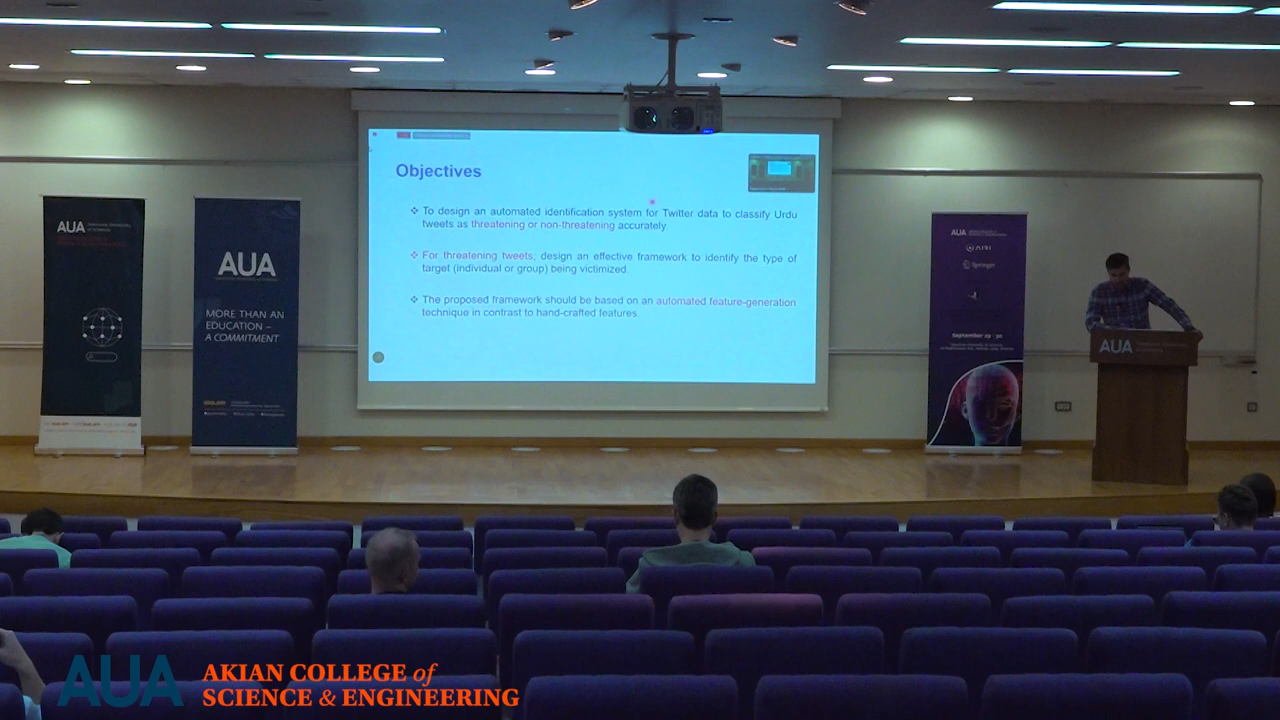 Objectives
❖ To design an automated identification system for Twitter data to classify Urdu
tweets as threatening or non-threatening accurately.
❖ For threatening tweets, design an effective framework to identify the type of
target (individual or group) being victimized.
❖ The proposed framework should be based on an automated feature-generation
technique in contrast to hand-crafted features.
AUA
AUA
MORE THAN AN
EDUCATION –
A COMMITMENT
AUA
Springer
September 29 - 30
AUA
AUA
AKIAN COLLEGE of
SCIENCE & ENGINEERING